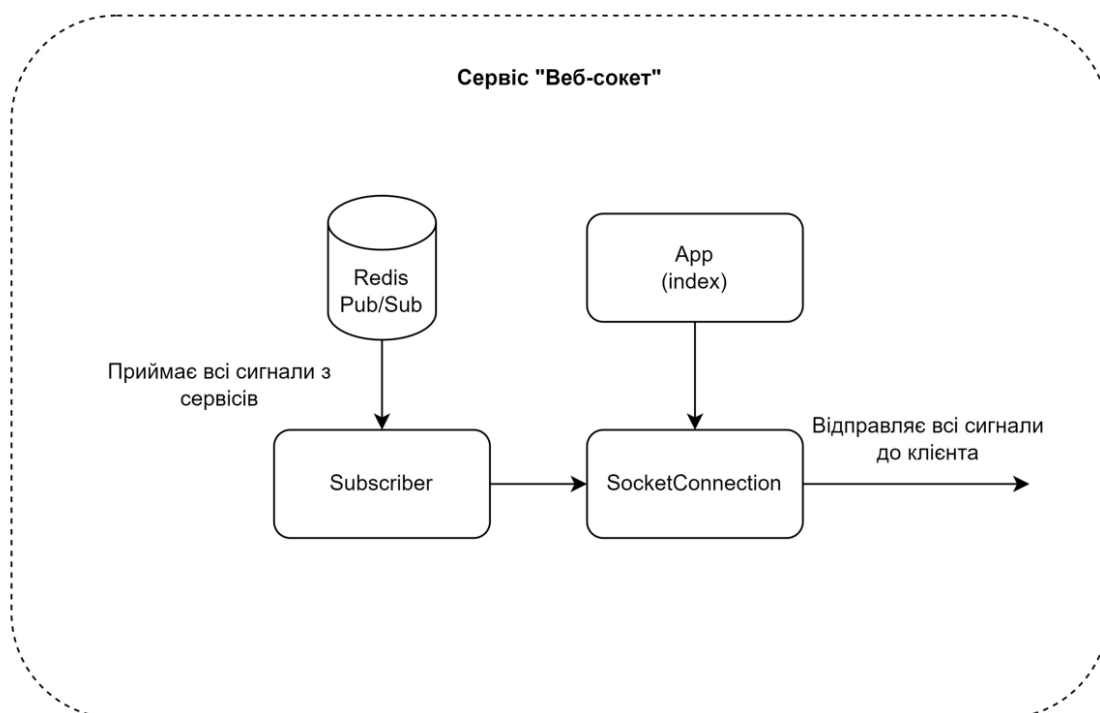 Сервіс "Веб-сокет"
Redis
Pub/Sub
App
(index)
Приймає всі сигнали з
сервісів
Відправляє всі сигнали
до клієнта
Subscriber
SocketConnection